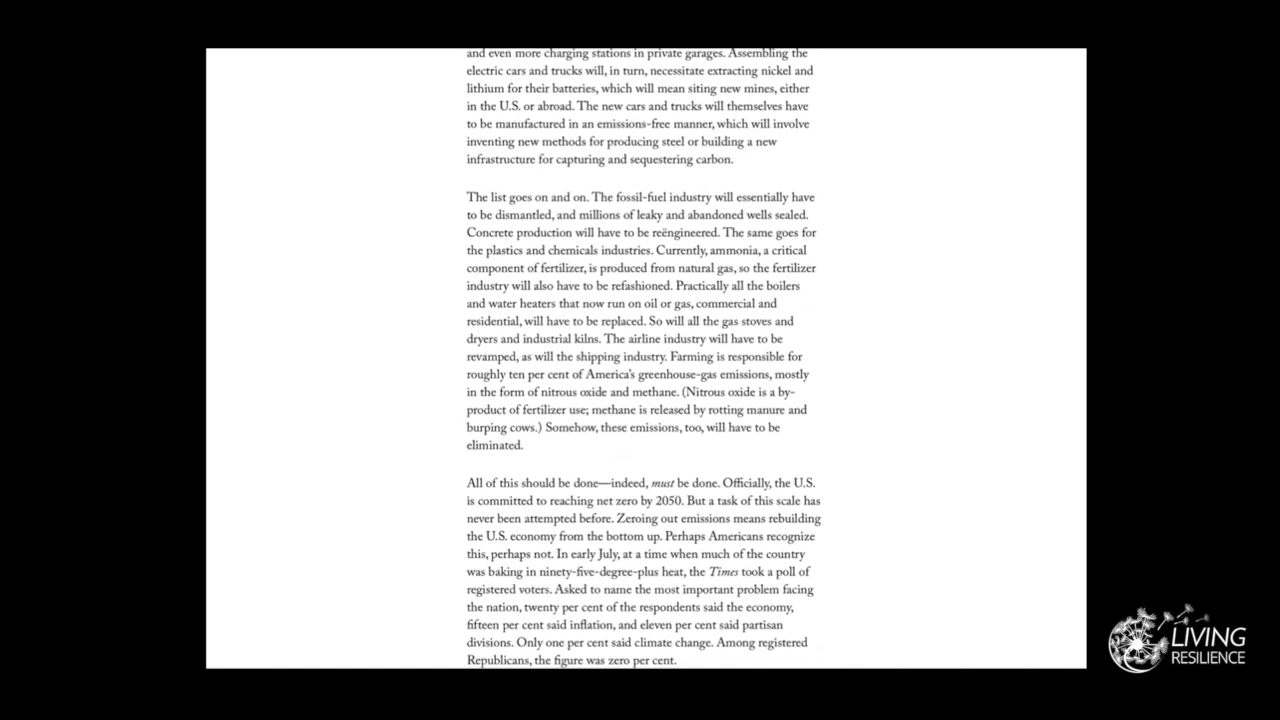 and even more charging stations in private garages. Assembling the
electric cars and trucks will, in turn, necessitate extracting nickel and
lithium for their batteries, which will mean siting new mines, either
in the U.S. or abroad. The new cars and trucks will themselves have
to be manufactured in an emissions-free manner, which will involve
inventing new methods for producing steel or building a new
infrastructure for capturing and sequestering carbon.
The list goes on and on. The fossil-fuel industry will essentially have
to be dismantled, and millions of leaky and abandoned wells sealed.
Concrete production will have to be reëngineered. The same goes for
the plastics and chemicals industries. Currently, ammonia, a critical
component of fertilizer, is produced from natural gas, so the fertilizer
industry will also have to be refashioned. Practically all the boilers
and water heaters that now run on oil or gas, commercial and
residential, will have to be replaced. So will all the gas stoves and
dryers and industrial kilns. The airline industry will have to be
revamped, as will the shipping industry. Farming is responsible for
roughly ten per cent of America's greenhouse-gas emissions, mostly
in the form of nitrous oxide and methane. (Nitrous oxide is a by-
product of fertilizer use; methane is released by rotting manure and
burping cows.) Somehow, these emissions, too, will have to be
eliminated.
All of this should be done—indeed, must be done. Officially, the U.S.
is committed to reaching net zero by 2050. But a task of this scale has
never been attempted before. Zeroing out emissions means rebuilding
the U.S. economy from the bottom up. Perhaps Americans recognize
this, perhaps not. In early July, at a time when much of the country
was baking in ninety-five-degree-plus heat, the Times took a poll of
registered voters. Asked to name the most important problem facing
the nation, twenty per cent of the respondents said the economy,
fifteen per cent said inflation, and eleven per cent said partisan
divisions. Only one per cent said climate change. Among registered
Republicans, the figure was zero per cent.
LIVING
RESILIENCE